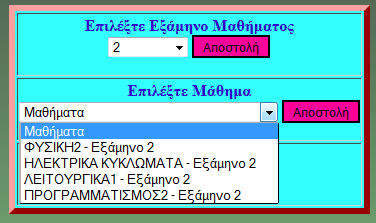 Επιλέξτε Εξάμηνο Μαθήματος
2 Αποστολή
Επιλέξτε Μάθημα
Μαθήματα Αποστολή
Μαθήματα
ΦΥΣΙΚΗ2 - Εξάμηνο 2
ΗΛΕΚΤΡΙΚΑ ΚΥΚΛΩΜΑΤΑ - Εξάμηνο 2
ΛΕΙΤΟΥΡΓΙΚΑ1 - Εξάμηνο 2
ΠΡΟΓΡΑΜΜΑΤΙΣΜΟΣ2 - Εξάμηνο 2